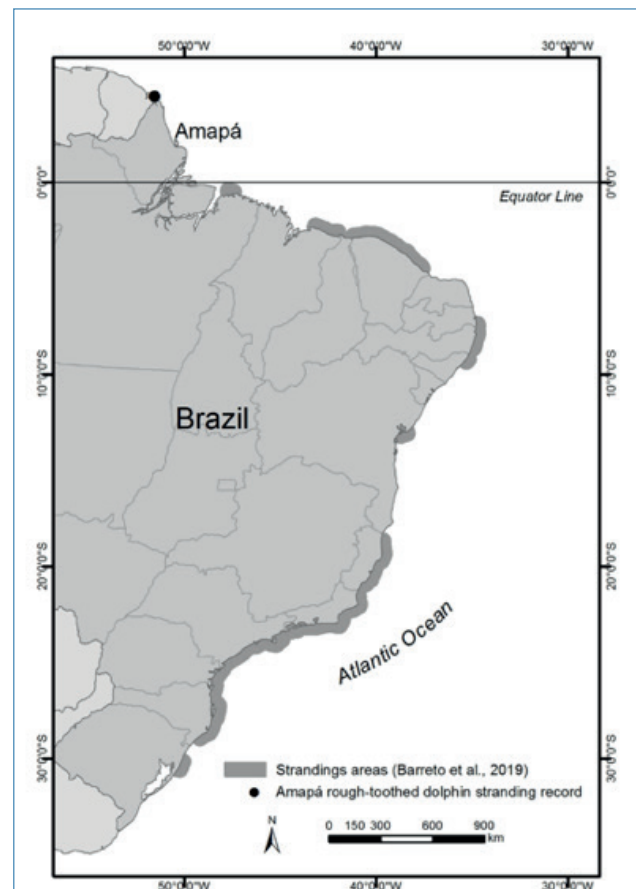 50°0'0"W 40°0'0"W 30°0'0"W
Amapá
0°0'0" 0°0'0"
Equator Line
10°0'0"S 10°0'0"S
Brazil
20°0'0"S 20°0'0"S
Atlantic Ocean
30°0'0"S 30°0'0"S
Strandings areas (Barreto et al., 2019)
Amapá rough-toothed dolphin stranding record
N
0 150 300 600 900
km
50°0'0"W 40°0'0"W 30°0'0"W